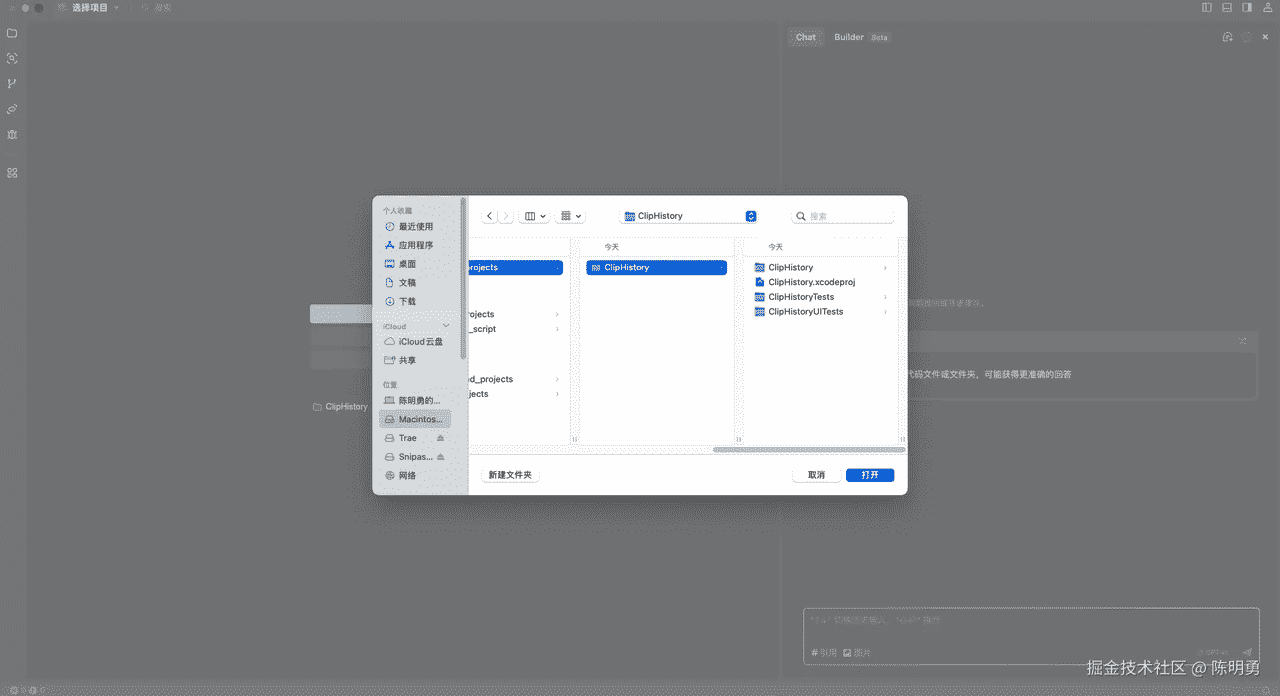 选择项目
搜索
Chat
Builder
Beta
个人收藏
最近使用
应用程序
桌面
文稿
下载
iCloud
iCloud云盘
共享
位置
陈明勇的...
Macintos...
Trae
Snipas...
网络
ClipHistory
搜索
rojects
rojects
_script
nd_projects
jects
今天
ClipHistory
今天
ClipHistory
ClipHistory.xcodeproj
ClipHistoryTests
ClipHistoryUITests
新建文件夹
取消
打开
ClipHistory
代码文件或文件夹，可能获得更准确的回答
# 引用
图片
掘金技术社区 @ 陈明勇